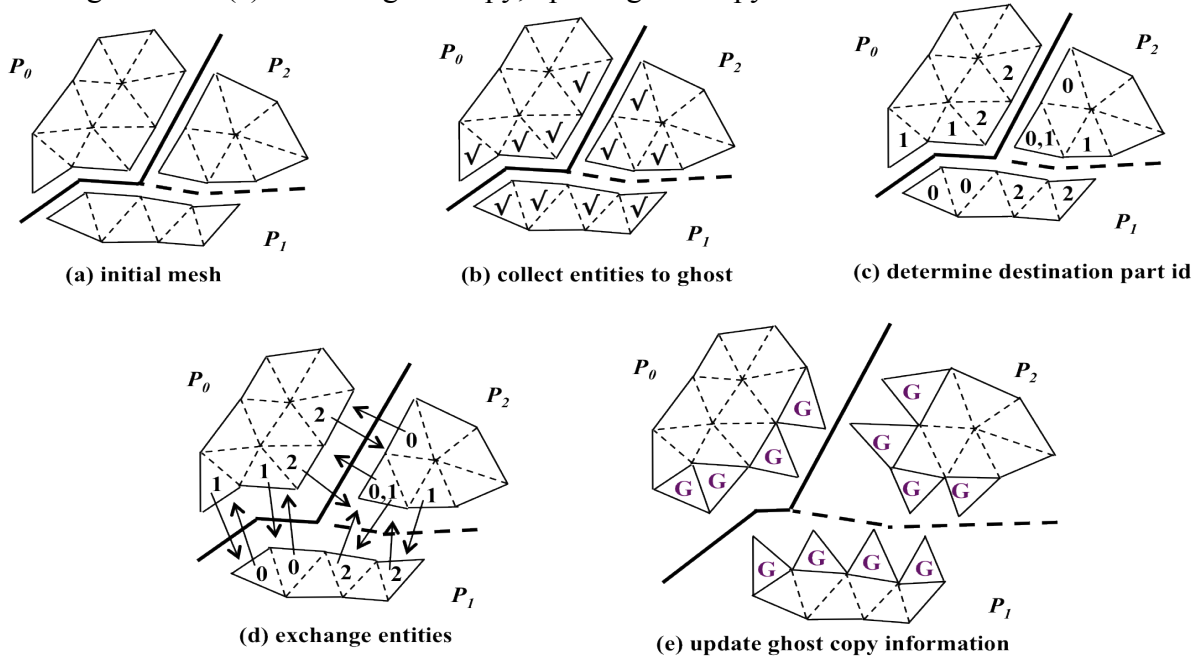 P0
P2
P1
(a) initial mesh
P0
P2
√
√
√ √ √
√ √
√ √ √ √
P1
(b) collect entities to ghost
P0
P2
2
0
1 1 2
0,1 1
0 0 2 2
P1
(c) determine destination part id
P0
P2
2
0
1 1 2
0,1 1
0 0 2 2
P1
(d) exchange entities
P0
P2
G
G
G
G
G G
G G
G G G G
P1
(e) update ghost copy information